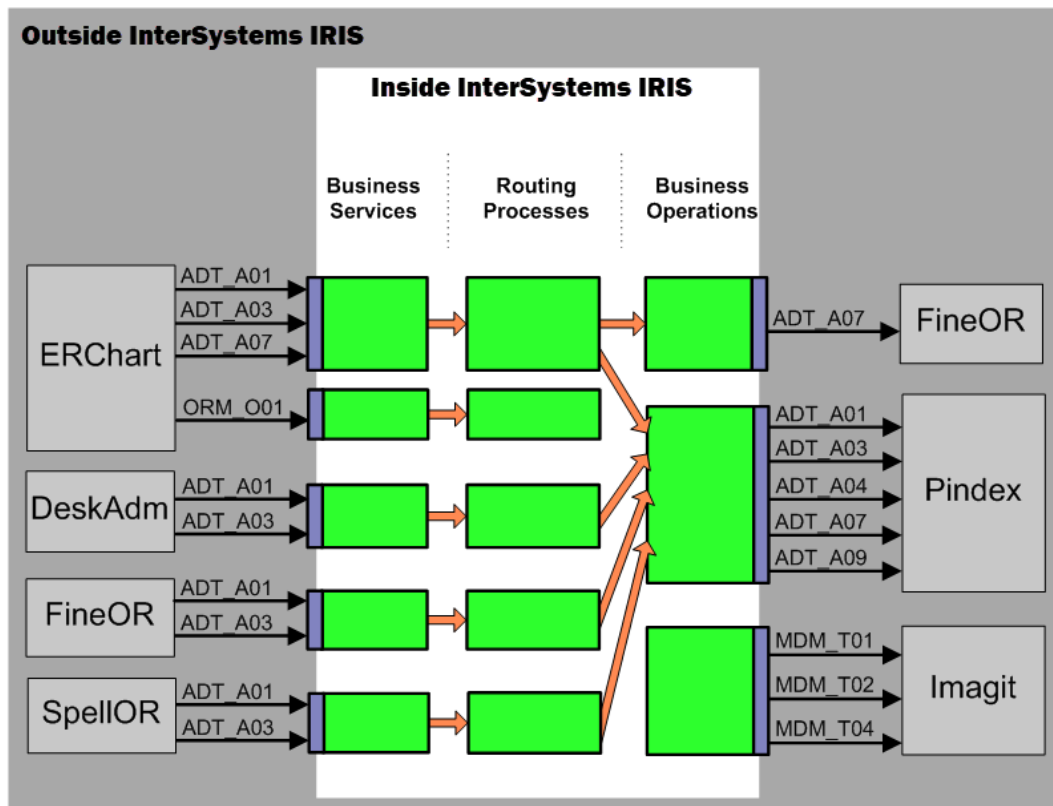 Outside InterSystems IRIS
Inside InterSystems IRIS
Business
Services
Routing
Processes
Business
Operations
ERChart
ADT_A01
ADT_A03
ADT_A07
ORM_O01
DeskAdm
ADT_A01
ADT_A03
FineOR
ADT_A01
ADT_A03
SpellOR
ADT_A01
ADT_A03
ADT_A07
FineOR
ADT_A01
ADT_A03
ADT_A04
ADT_A07
ADT_A09
Pindex
MDM_T01
MDM_T02
MDM_T04
Imagit